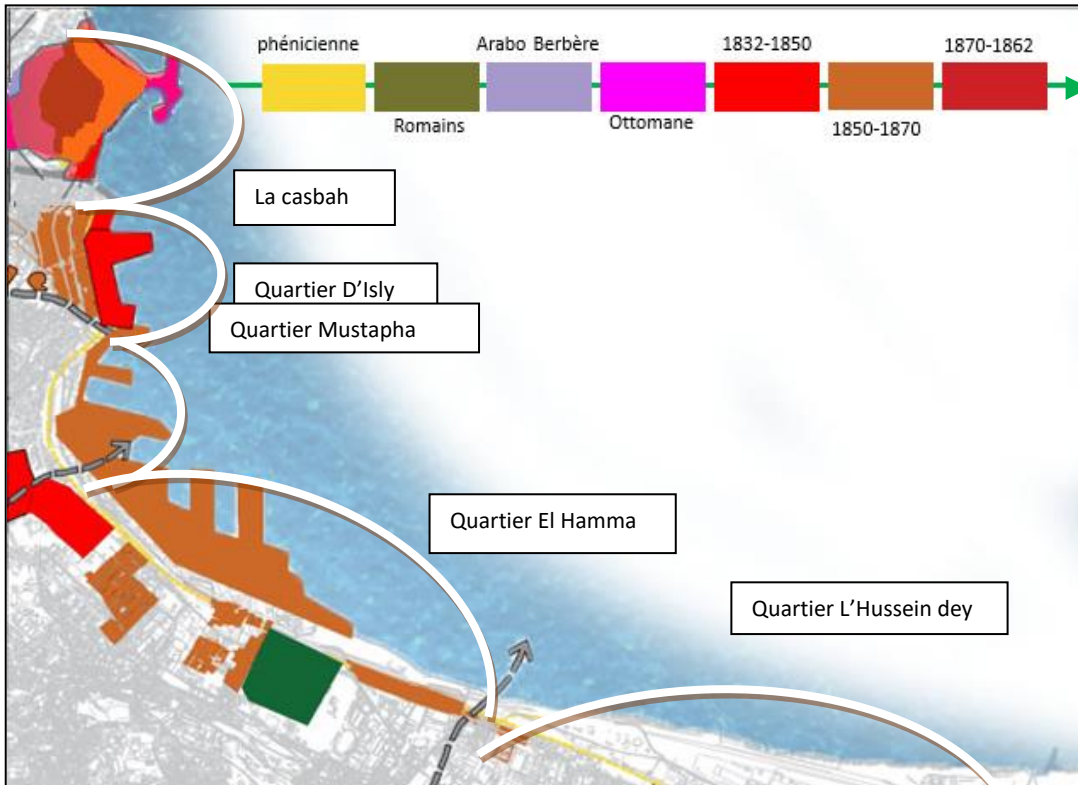 phénicienne
Arabo Berbère
1832-1850
1870-1862
Romains
Ottomane
1850-1870
La casbah
Quartier D’Isly
Quartier Mustapha
Quartier El Hamma
Quartier L’Hussein dey